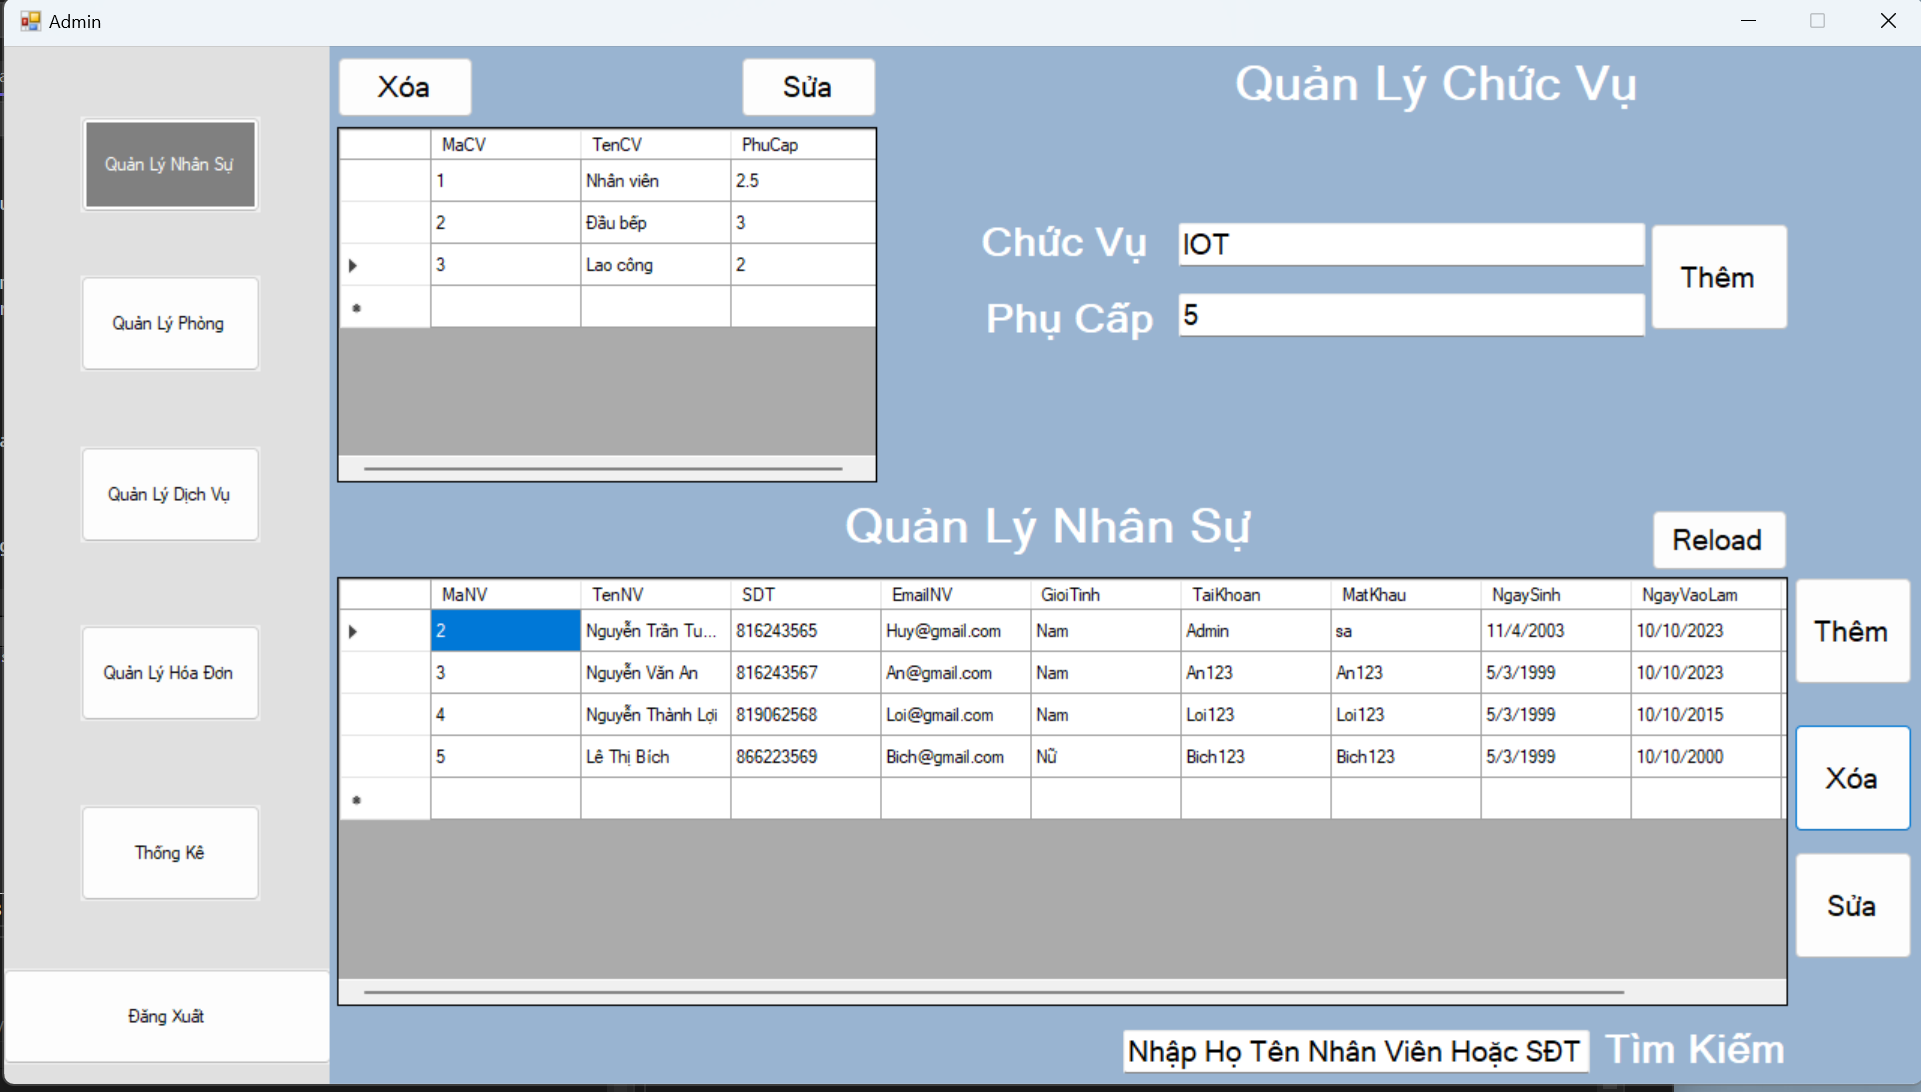 Admin
Quản Lý Nhân Sự
Quản Lý Phòng
Quản Lý Dịch Vụ
Quản Lý Hóa Đơn
Thống Kê
Đăng Xuất
Xóa
Sửa
Quản Lý Chức Vụ
MaCV TenCV PhuCap
1 Nhân viên 2.5
2 Đầu bếp 3
3 Lao công 2
Chức Vụ IOT
Phụ Cấp 5
Thêm
Quản Lý Nhân Sự
Reload
MaNV TenNV SDT EmailNV GioiTinh TaiKhoan MatKhau NgaySinh NgayVaoLam
2 Nguyễn Trần Tu... 816243565 Huy@gmail.com Nam Admin sa 11/4/2003 10/10/2023
3 Nguyễn Văn An 816243567 An@gmail.com Nam An123 An123 5/3/1999 10/10/2023
4 Nguyễn Thành Lợi 819062568 Loi@gmail.com Nam Loi123 Loi123 5/3/1999 10/10/2015
5 Lê Thị Bích 866223569 Bich@gmail.com Nữ Bich123 Bich123 5/3/1999 10/10/2000
Thêm
Xóa
Sửa
Nhập Họ Tên Nhân Viên Hoặc SĐT Tìm Kiếm